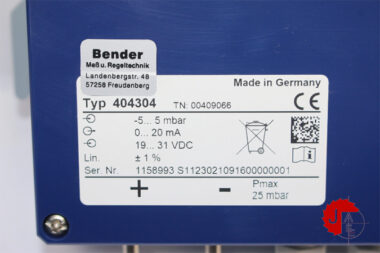 Bender
Meß u. Regeltechnik
Landenbergstr. 48
57258 Freudenberg
Made in Germany
Typ 404304 TN: 00409066
CE
-5... 5 mbar
0... 20 mA
19... 31 VDC
Lin. ± 1 %
Ser. Nr. 1158993 S1123021091600000001
+ -
Pmax
25 mbar